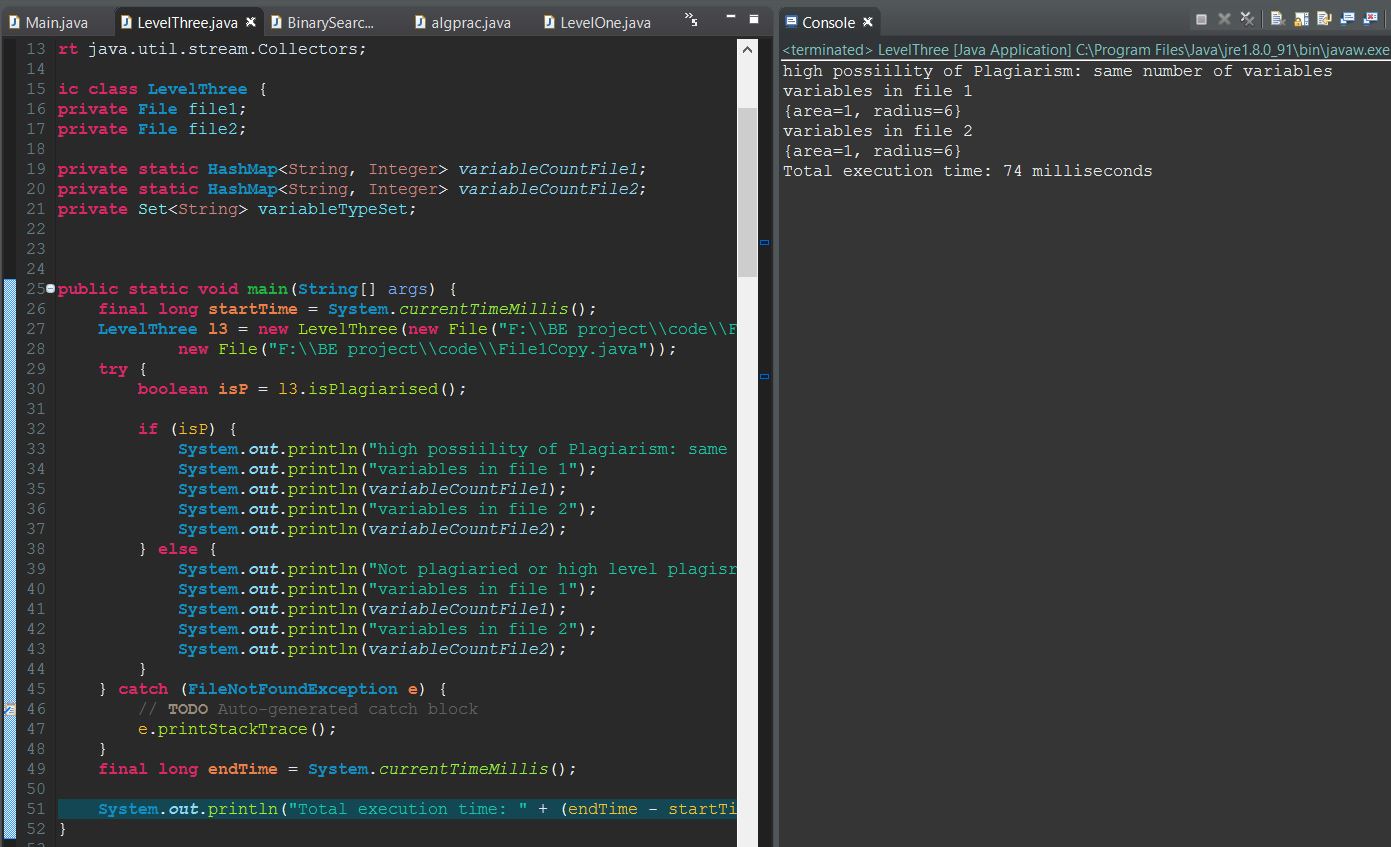 Main.java LevelThree.java BinarySearc... algprac.java LevelOne.java »5
13 rt java.util.stream.Collectors;
14
15 ic class LevelThree {
16 private File file1;
17 private File file2;
18
19 private static HashMap<String, Integer> variableCountFile1;
20 private static HashMap<String, Integer> variableCountFile2;
21 private Set<String> variableTypeSet;
22
23
24
25 public static void main(String[] args) {
26 final long startTime = System.currentTimeMillis();
27 LevelThree l3 = new LevelThree(new File("F:\\BE project\\code\\F
28 new File("F:\\BE project\\code\\File1Copy.java"));
29 try {
30 boolean isP = l3.isPlagiarised();
31
32 if (isP) {
33 System.out.println("high possiility of Plagiarism: same
34 System.out.println("variables in file 1");
35 System.out.println(variableCountFile1);
36 System.out.println("variables in file 2");
37 System.out.println(variableCountFile2);
38 } else {
39 System.out.println("Not plagiaried or high level plagisr
40 System.out.println("variables in file 1");
41 System.out.println(variableCountFile1);
42 System.out.println("variables in file 2");
43 System.out.println(variableCountFile2);
44 }
45 } catch (FileNotFoundException e) {
46 // TODO Auto-generated catch block
47 e.printStackTrace();
48 }
49 final long endTime = System.currentTimeMillis();
50
51 System.out.println("Total execution time: " + (endTime - startTi
52 }
Console
<terminated> LevelThree [Java Application] C:\Program Files\Java\jre1.8.0_91\bin\javaw.exe
high possiility of Plagiarism: same number of variables
variables in file 1
{area=1, radius=6}
variables in file 2
{area=1, radius=6}
Total execution time: 74 milliseconds